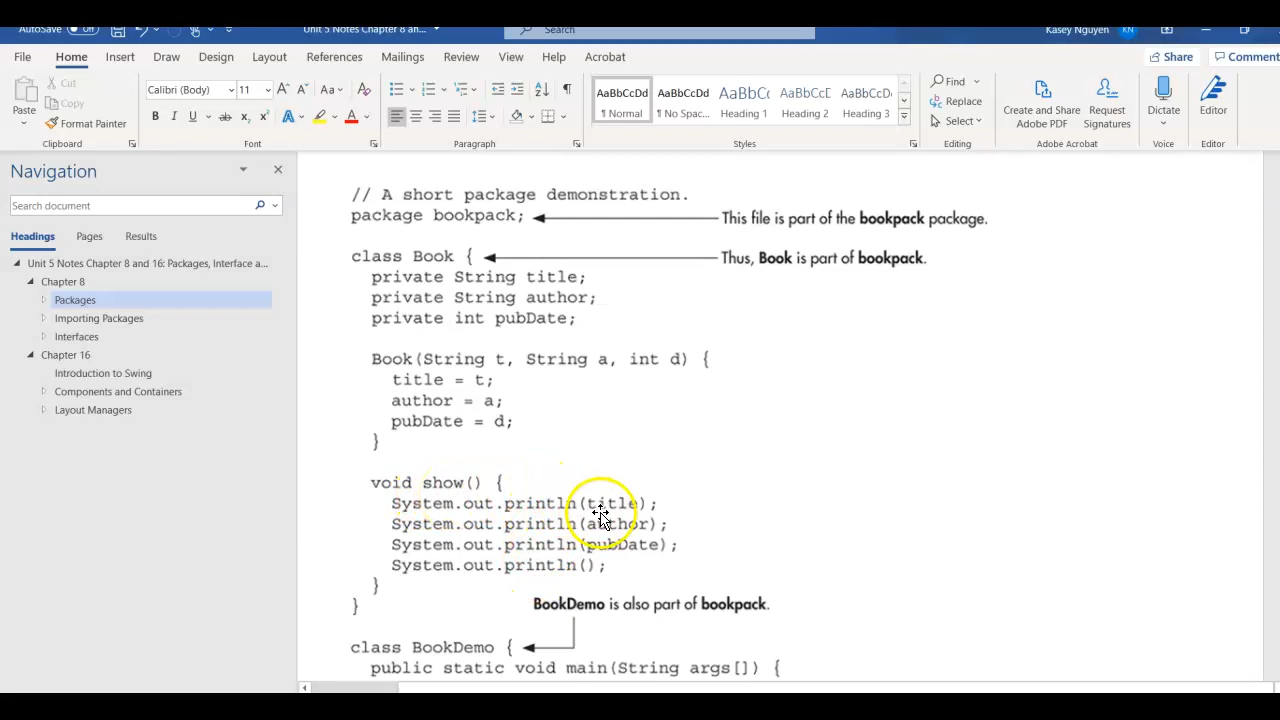 AutoSave Off Unit 5 Notes Chapter 8 an... Search Kasey Nguyen KN
File Home Insert Draw Design Layout References Mailings Review View Help Acrobat Share Comment
Paste Cut Copy Format Painter
Calibri (Body) 11
AaBbCcDd AaBbCcDd AaBbCc AaBbCcD AaBbCcDd
¶ Normal ¶ No Spac... Heading 1 Heading 2 Heading 3
Find Replace Select
Create and Share Adobe PDF
Request Signatures
Dictate
Editor
Clipboard Font Paragraph Styles Editing Adobe Acrobat Voice Editor
Navigation
Search document
Headings Pages Results
Unit 5 Notes Chapter 8 and 16: Packages, Interface a...
Chapter 8
Packages
Importing Packages
Interfaces
Chapter 16
Introduction to Swing
Components and Containers
Layout Managers
// A short package demonstration.
package bookpack; This file is part of the bookpack package.
class Book { Thus, Book is part of bookpack.
private String title;
private String author;
private int pubDate;
Book(String t, String a, int d) {
title = t;
author = a;
pubDate = d;
}
void show() {
System.out.println(title);
System.out.println(author);
System.out.println(pubDate);
System.out.println();
}
}
BookDemo is also part of bookpack.
class BookDemo {
public static void main(String args[]) {